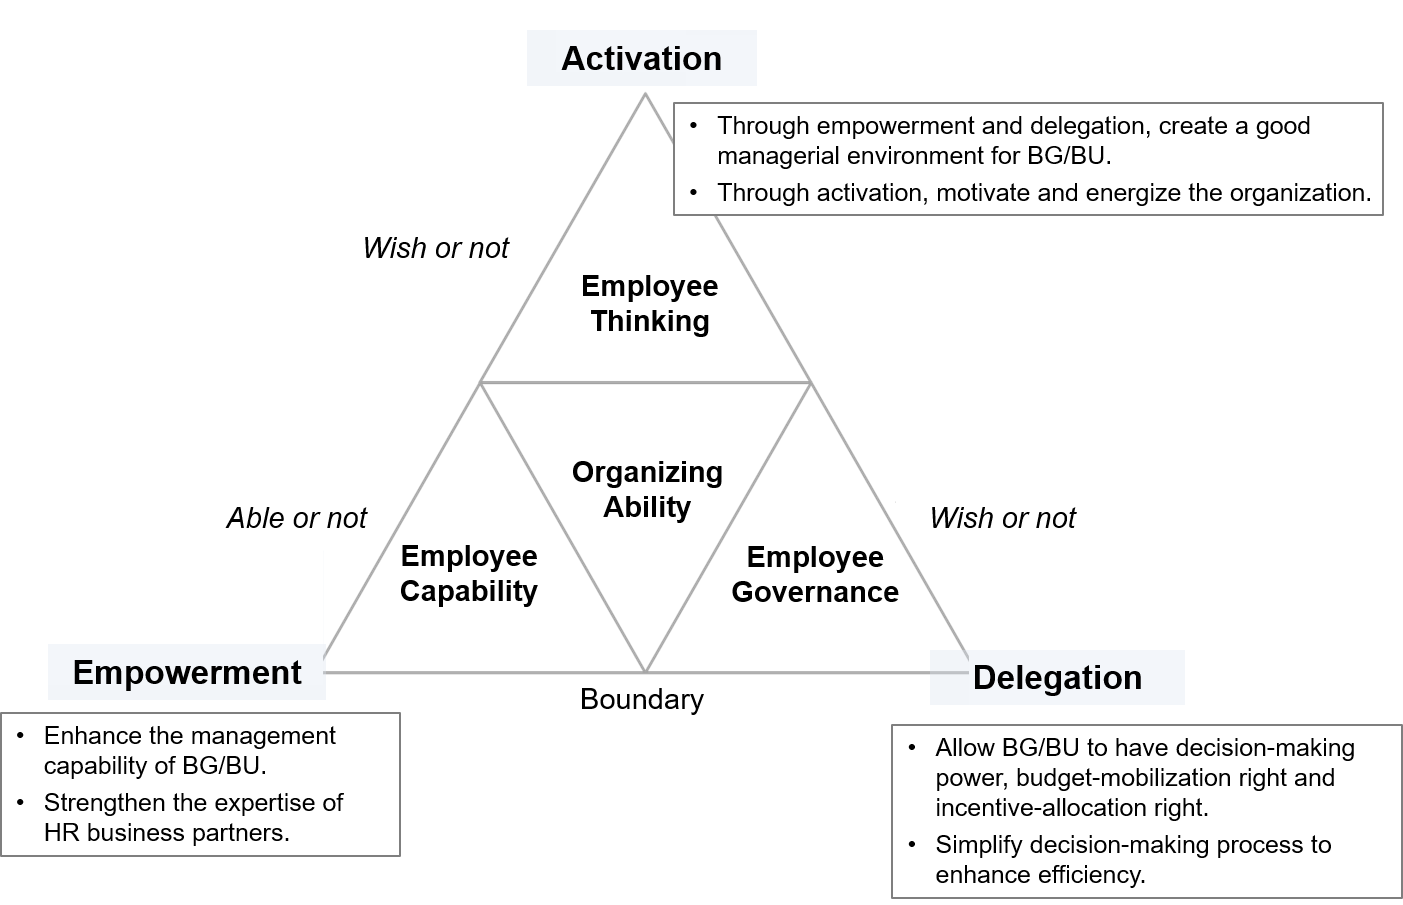 Activation
• Through empowerment and delegation, create a good
managerial environment for BG/BU.
• Through activation, motivate and energize the organization.
Wish or not
Employee
Thinking
Organizing
Ability
Able or not
Wish or not
Employee
Capability
Employee
Governance
Empowerment
Boundary
Delegation
• Enhance the management
capability of BG/BU.
• Strengthen the expertise of
HR business partners.
• Allow BG/BU to have decision-making
power, budget-mobilization right and
incentive-allocation right.
• Simplify decision-making process to
enhance efficiency.